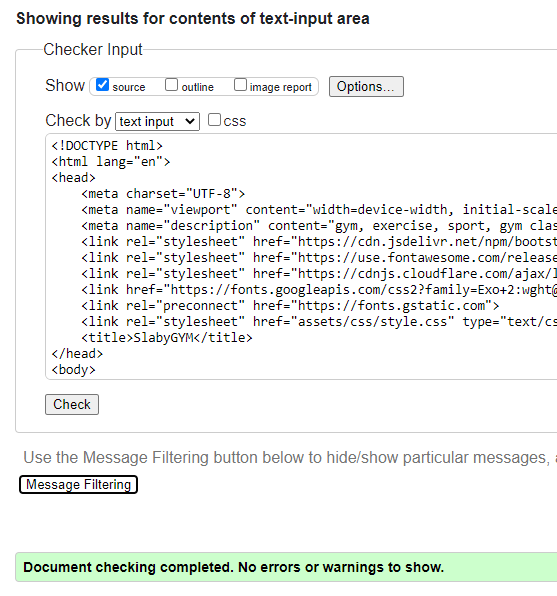 Showing results for contents of text-input area
Checker Input
Show source outline image report Options...
Check by text input css
<!DOCTYPE html>
<html lang="en">
<head>
<meta charset="UTF-8">
<meta name="viewport" content="width=device-width, initial-scale
<meta name="description" content="gym, exercise, sport, gym clas
<link rel="stylesheet" href="https://cdn.jsdelivr.net/npm/bootst
<link rel="stylesheet" href="https://use.fontawesome.com/release
<link rel="stylesheet" href="https://cdnjs.cloudflare.com/ajax/l
<link href="https://fonts.googleapis.com/css2?family=Exo+2:wght@
<link rel="preconnect" href="https://fonts.gstatic.com">
<link rel="stylesheet" href="assets/css/style.css" type="text/cs
<title>SlabyGYM</title>
</head>
<body>
Check
Use the Message Filtering button below to hide/show particular messages,
Message Filtering
Document checking completed. No errors or warnings to show.